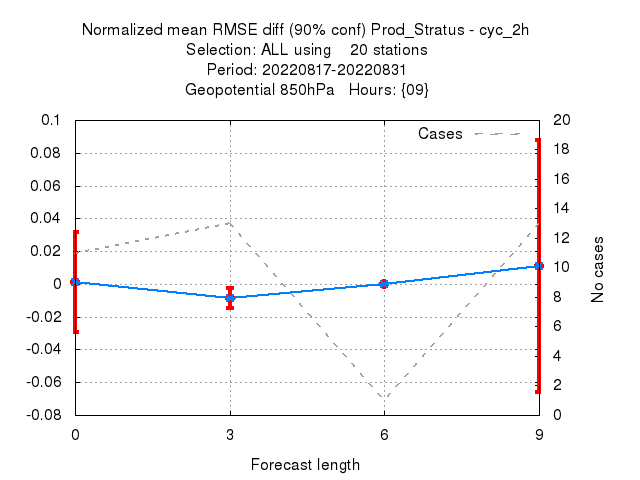 Normalized mean RMSE diff (90% conf) Prod_Stratus - cyc_2h
Selection: ALL using    20 stations
Period: 20220817-20220831
Geopotential 850hPa   Hours: {09}
Cases
0.1
0.08
0.06
0.04
0.02
0
-0.02
-0.04
-0.06
-0.08
20
18
16
14
12
10
8
6
4
2
0
No cases
0 3 6 9
Forecast length